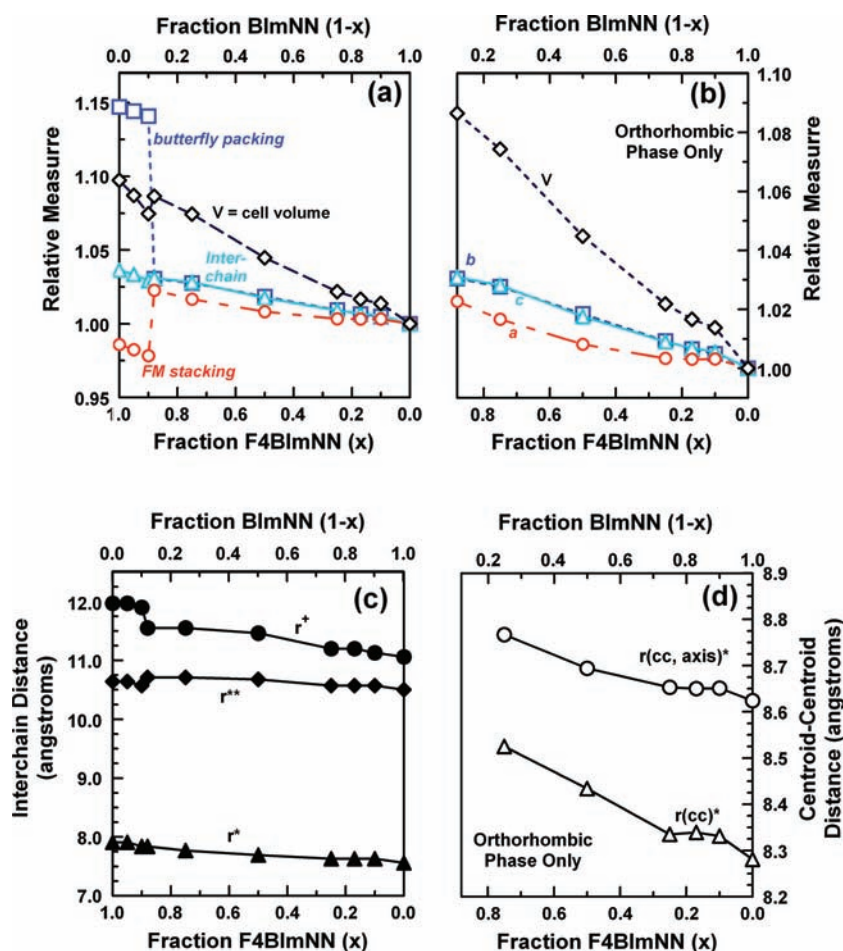 Fraction BImNN (1-x)
0.0 0.2 0.4 0.6 0.8 1.0
(a)
1.15
1.10
1.05
1.00
0.95
Relative Measurre
butterfly packing
V = cell volume
Inter-
chain
FM stacking
1.0 0.8 0.6 0.4 0.2 0.0
Fraction F4BImNN (x)
Fraction BImNN (1-x)
0.2 0.4 0.6 0.8 1.0
(b)
Orthorhombic
Phase Only
V
b
c
a
1.10
1.08
1.06
1.04
1.02
1.00
Relative Measurre
0.8 0.6 0.4 0.2 0.0
Fraction F4BImNN (x)
Fraction BImNN (1-x)
0.0 0.2 0.4 0.6 0.8 1.0
(c)
12.0
11.0
10.0
9.0
8.0
7.0
Interchain Distance
(angstroms)
r+
r**
r*
1.0 0.8 0.6 0.4 0.2 0.0
Fraction F4BImNN (x)
Fraction BImNN (1-x)
0.2 0.4 0.6 0.8 1.0
(d)
r(cc, axis)*
r(cc)*
Orthorhombic
Phase Only
8.9
8.8
8.7
8.6
8.5
8.4
8.3
8.2
Centroid-Centroid
Distance (angstroms)
0.8 0.6 0.4 0.2 0.0
Fraction F4BImNN (x)